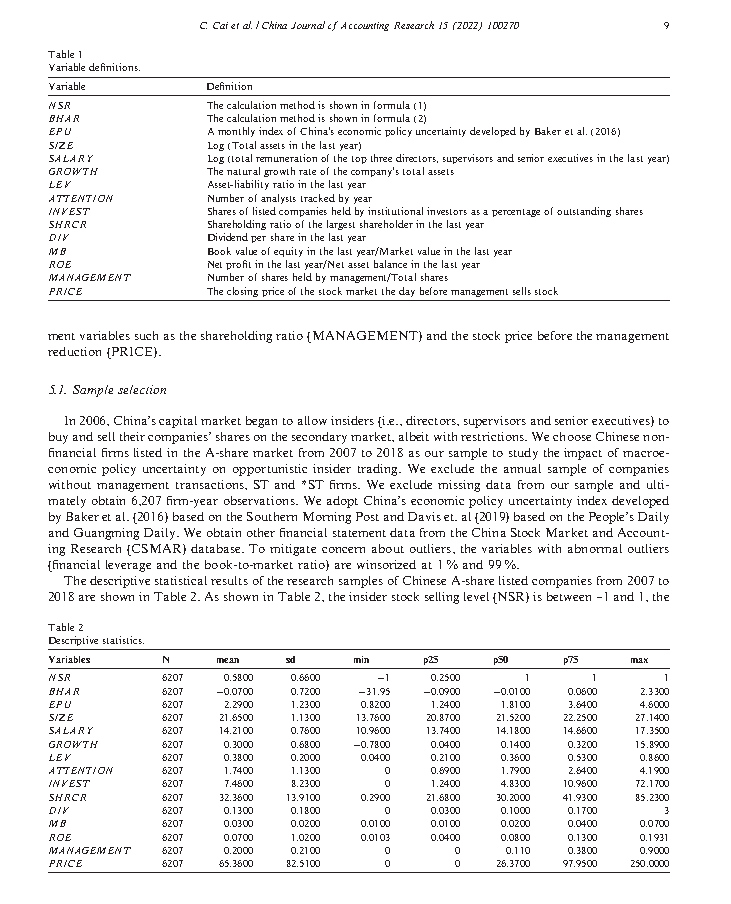 C. Cai et al. / China Journal of Accounting Research 15 (2022) 100270 9
Table 1
Variable definitions.
Variable Definition
NSR The calculation method is shown in formula (1)
BHAR The calculation method is shown in formula (2)
EPU A monthly index of China's economic policy uncertainty developed by Baker et al. (2016)
SIZE Log (Total assets in the last year)
SALARY Log (total remuneration of the top three directors, supervisors and senior executives in the last year)
GROWTH The natural growth rate of the company's total assets
LEV Asset-liability ratio in the last year
ATTENTION Number of analysts tracked by year
INVEST Shares of listed companies held by institutional investors as a percentage of outstanding shares
SHRCR Shareholding ratio of the largest shareholder in the last year
DIV Dividend per share in the last year
MB Book value of equity in the last year/Market value in the last year
ROE Net profit in the last year/Net asset balance in the last year
MANAGEMENT Number of shares held by management/Total shares
PRICE The closing price of the stock market the day before management sells stock
ment variables such as the shareholding ratio (MANAGEMENT) and the stock price before the management
reduction (PRICE).
5.1. Sample selection
In 2006, China's capital market began to allow insiders (i.e., directors, supervisors and senior executives) to
buy and sell their companies' shares on the secondary market, albeit with restrictions. We choose Chinese non-
financial firms listed in the A-share market from 2007 to 2018 as our sample to study the impact of macroe-
conomic policy uncertainty on opportunistic insider trading. We exclude the annual sample of companies
without management transactions, ST and *ST firms. We exclude missing data from our sample and ulti-
mately obtain 6,207 firm-year observations. We adopt China's economic policy uncertainty index developed
by Baker et al. (2016) based on the Southern Morning Post and Davis et. al (2019) based on the People's Daily
and Guangming Daily. We obtain other financial statement data from the China Stock Market and Account-
ing Research (CSMAR) database. To mitigate concern about outliers, the variables with abnormal outliers
(financial leverage and the book-to-market ratio) are winsorized at 1 % and 99 %.
The descriptive statistical results of the research samples of Chinese A-share listed companies from 2007 to
2018 are shown in Table 2. As shown in Table 2, the insider stock selling level (NSR) is between −1 and 1, the
Table 2
Descriptive statistics.
Variables N mean sd min p25 p50 p75 max
NSR 6207 0.5800 0.6600 −1 0.2500 1 1 1
BHAR 6207 −0.0700 0.7200 −31.95 −0.0900 −0.0100 0.0600 2.3300
EPU 6207 2.2900 1.2300 0.8200 1.2400 1.8100 3.6400 4.6000
SIZE 6207 21.6500 1.1300 13.7600 20.8700 21.5200 22.2500 27.1400
SALARY 6207 14.2100 0.7600 10.9600 13.7400 14.1800 14.6600 17.3500
GROWTH 6207 0.3000 0.6800 −0.7800 0.0400 0.1400 0.3200 15.8900
LEV 6207 0.3800 0.2000 0.0400 0.2100 0.3600 0.5300 0.8600
ATTENTION 6207 1.7400 1.1300 0 0.6900 1.7900 2.6400 4.1900
INVEST 6207 7.4600 8.2300 0 1.2400 4.8300 10.9600 72.1700
SHRCR 6207 32.3600 13.9100 0.2900 21.6800 30.2000 41.9300 85.2300
DIV 6207 0.1300 0.1800 0 0.0300 0.1000 0.1700 3
MB 6207 0.0300 0.0200 0.0100 0.0100 0.0200 0.0400 0.0700
ROE 6207 0.0700 1.0200 0.0103 0.0400 0.0800 0.1300 0.1931
MANAGEMENT 6207 0.2000 0.2100 0 0 0.110 0.3800 0.9000
PRICE 6207 65.3600 82.5100 0 0 26.3700 97.9500 250.0000